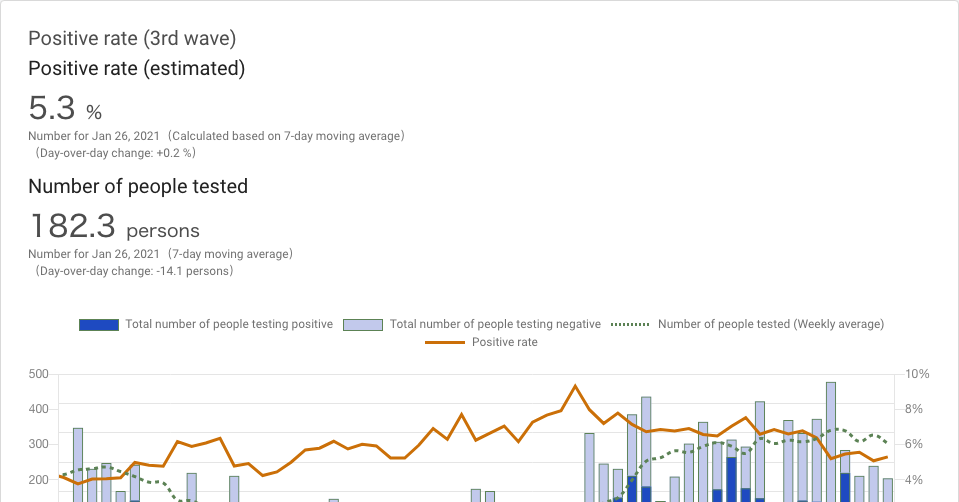 Positive rate (3rd wave)
Positive rate (estimated)
5.3 %
Number for Jan 26, 2021（Calculated based on 7-day moving average）
（Day-over-day change: +0.2 %）
Number of people tested
182.3 persons
Number for Jan 26, 2021（7-day moving average）
（Day-over-day change: -14.1 persons）
Total number of people testing positive Total number of people testing negative Number of people tested (Weekly average)
Positive rate
500 10%
400 8%
300 6%
200 4%